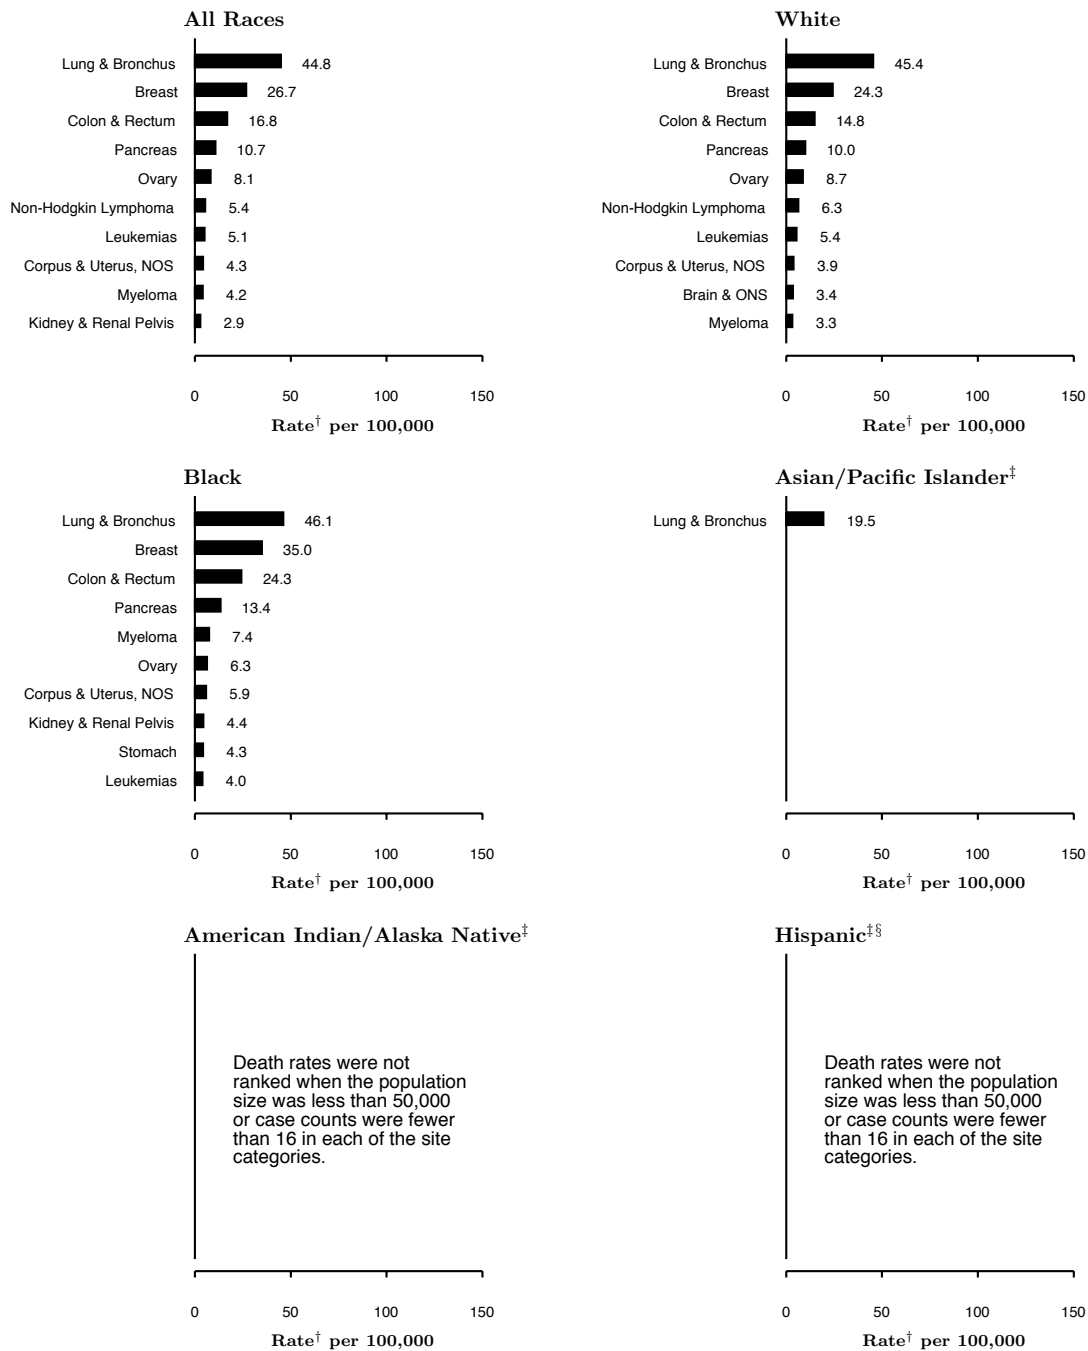 All Races
Lung & Bronchus 44.8
Breast 26.7
Colon & Rectum 16.8
Pancreas 10.7
Ovary 8.1
Non-Hodgkin Lymphoma 5.4
Leukemias 5.1
Corpus & Uterus, NOS 4.3
Myeloma 4.2
Kidney & Renal Pelvis 2.9
0 50 100 150
Rate† per 100,000
White
Lung & Bronchus 45.4
Breast 24.3
Colon & Rectum 14.8
Pancreas 10.0
Ovary 8.7
Non-Hodgkin Lymphoma 6.3
Leukemias 5.4
Corpus & Uterus, NOS 3.9
Brain & ONS 3.4
Myeloma 3.3
0 50 100 150
Rate† per 100,000
Black
Lung & Bronchus 46.1
Breast 35.0
Colon & Rectum 24.3
Pancreas 13.4
Myeloma 7.4
Ovary 6.3
Corpus & Uterus, NOS 5.9
Kidney & Renal Pelvis 4.4
Stomach 4.3
Leukemias 4.0
0 50 100 150
Rate† per 100,000
Asian/Pacific Islander‡
Lung & Bronchus 19.5
0 50 100 150
Rate† per 100,000
American Indian/Alaska Native‡
Death rates were not
ranked when the population
size was less than 50,000
or case counts were fewer
than 16 in each of the site
categories.
0 50 100 150
Rate† per 100,000
Hispanic‡§
Death rates were not
ranked when the population
size was less than 50,000
or case counts were fewer
than 16 in each of the site
categories.
0 50 100 150
Rate† per 100,000